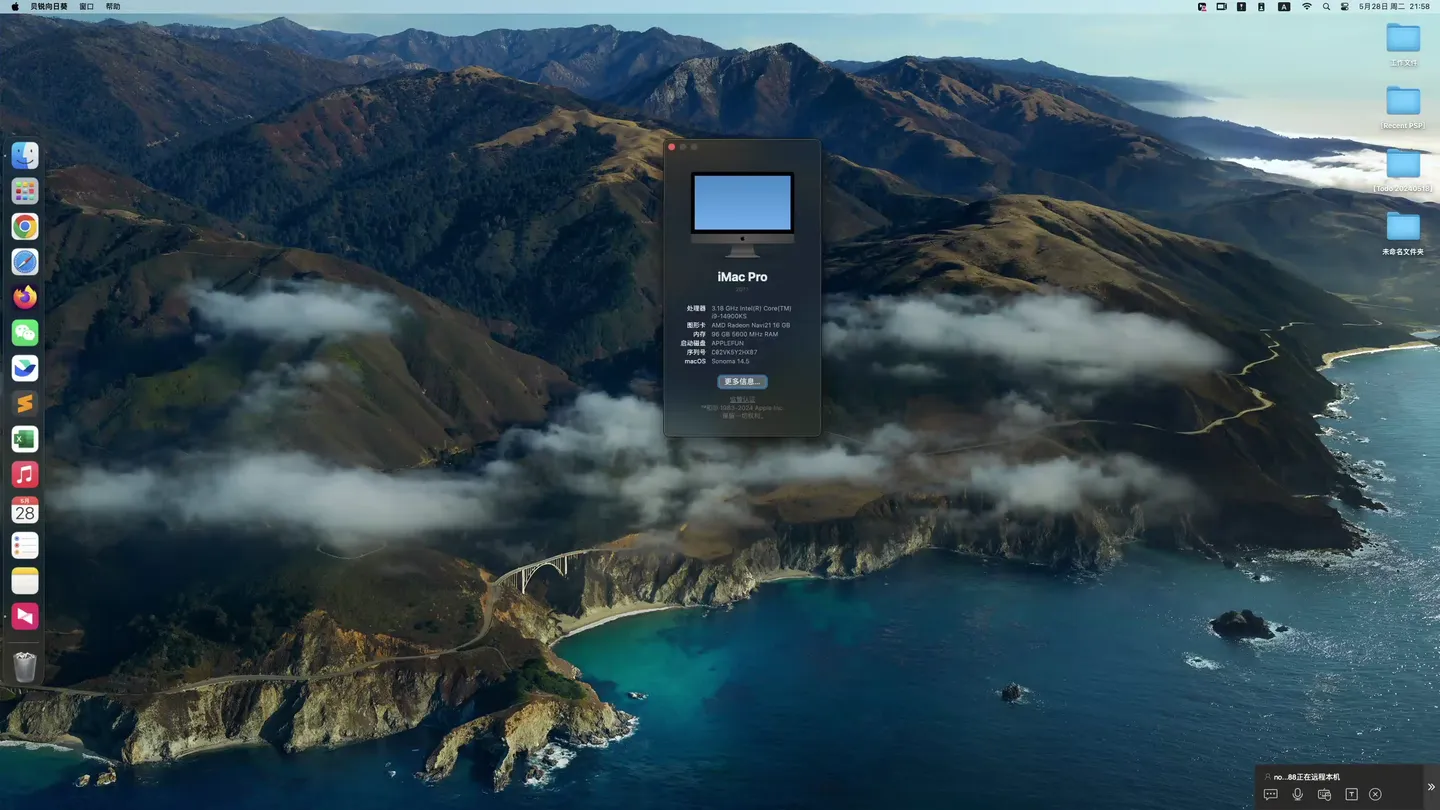 贝锐向日葵 窗口 帮助
A 5月28日 周二 21:58
工作文件
[Recent PSP]
[Todo 20240518]
未命名文件夹
iMac Pro
2017
处理器 3.18 GHz Intel(R) Core(TM)
i9-14900KS
图形卡 AMD Radeon Navi21 16 GB
内存 96 GB 5600 MHz RAM
启动磁盘 APPLEFUN
序列号 C02VK5Y2HX87
macOS Sonoma 14.5
更多信息...
监管认证
™和© 1983-2024 Apple Inc.
保留一切权利。
5月
28
no...88正在远程本机